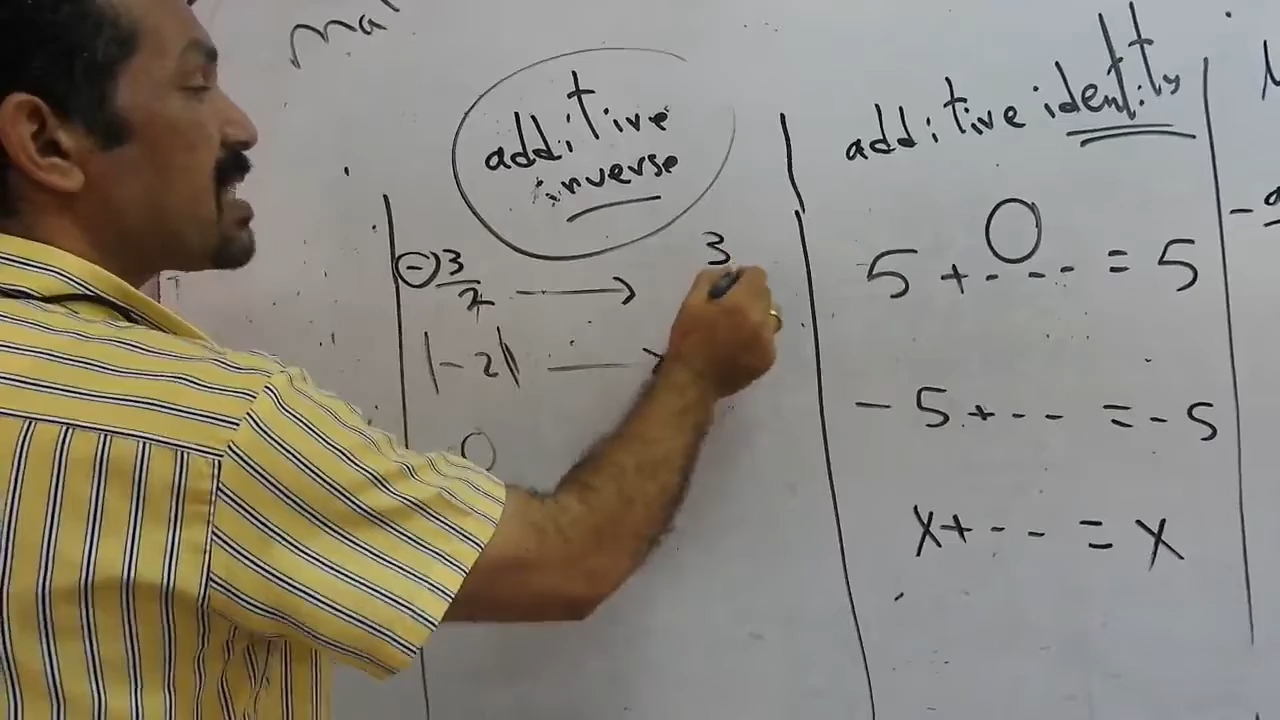 additive
inverse
- 3/2 → 3
|-2| →
0
additive identity
5 + 0 = 5
- 5 + -- = - 5
x + -- = x